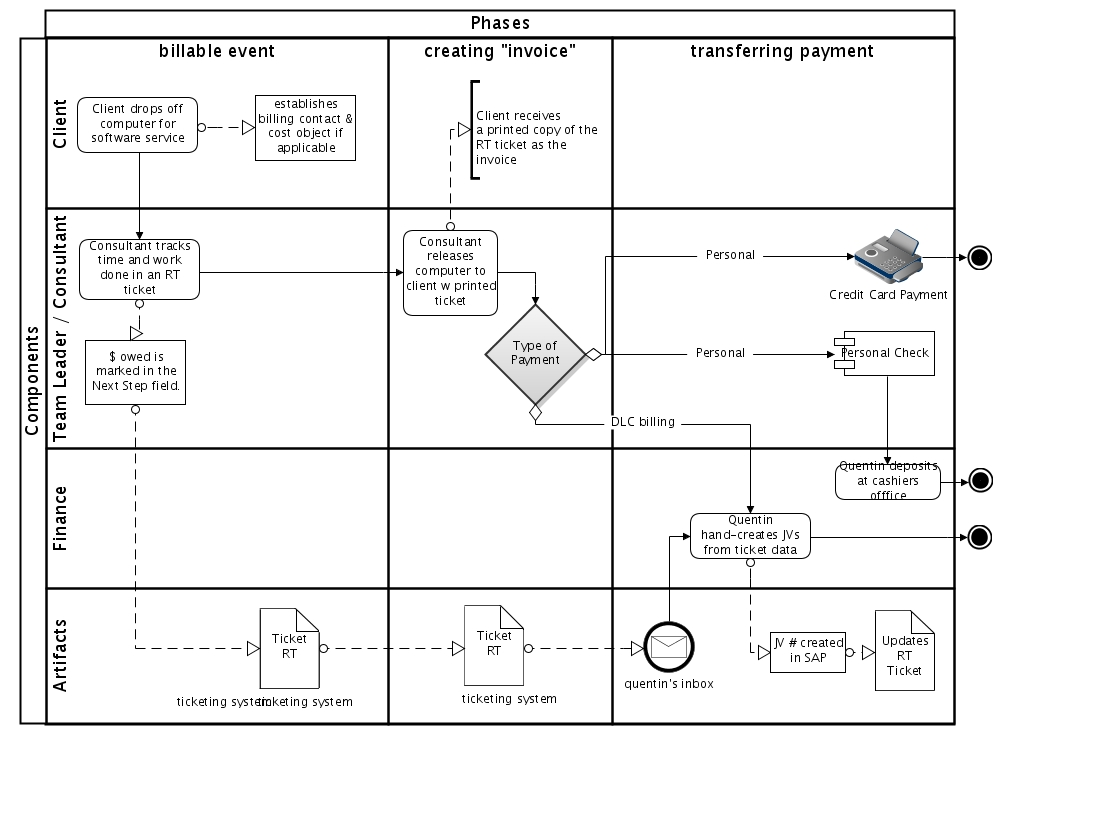 Phases
billable event
creating "invoice"
transferring payment
Components
Client
Client drops off
computer for
software service
establishes
billing contact &
cost object if
applicable
Client receives
a printed copy of the
RT ticket as the
invoice
Team Leader / Consultant
Consultant tracks
time and work
done in an RT
ticket
$ owed is
marked in the
Next Step field.
Consultant
releases
computer to
client w printed
ticket
Type of
Payment
Personal
Credit Card Payment
Personal
Personal Check
DLC billing
Finance
Quentin deposits
at cashiers
offfice
Quentin
hand-creates JVs
from ticket data
Artifacts
Ticket
RT
ticketing system
ticketing system
Ticket
RT
ticketing system
quentin's inbox
JV # created
in SAP
Updates
RT
Ticket